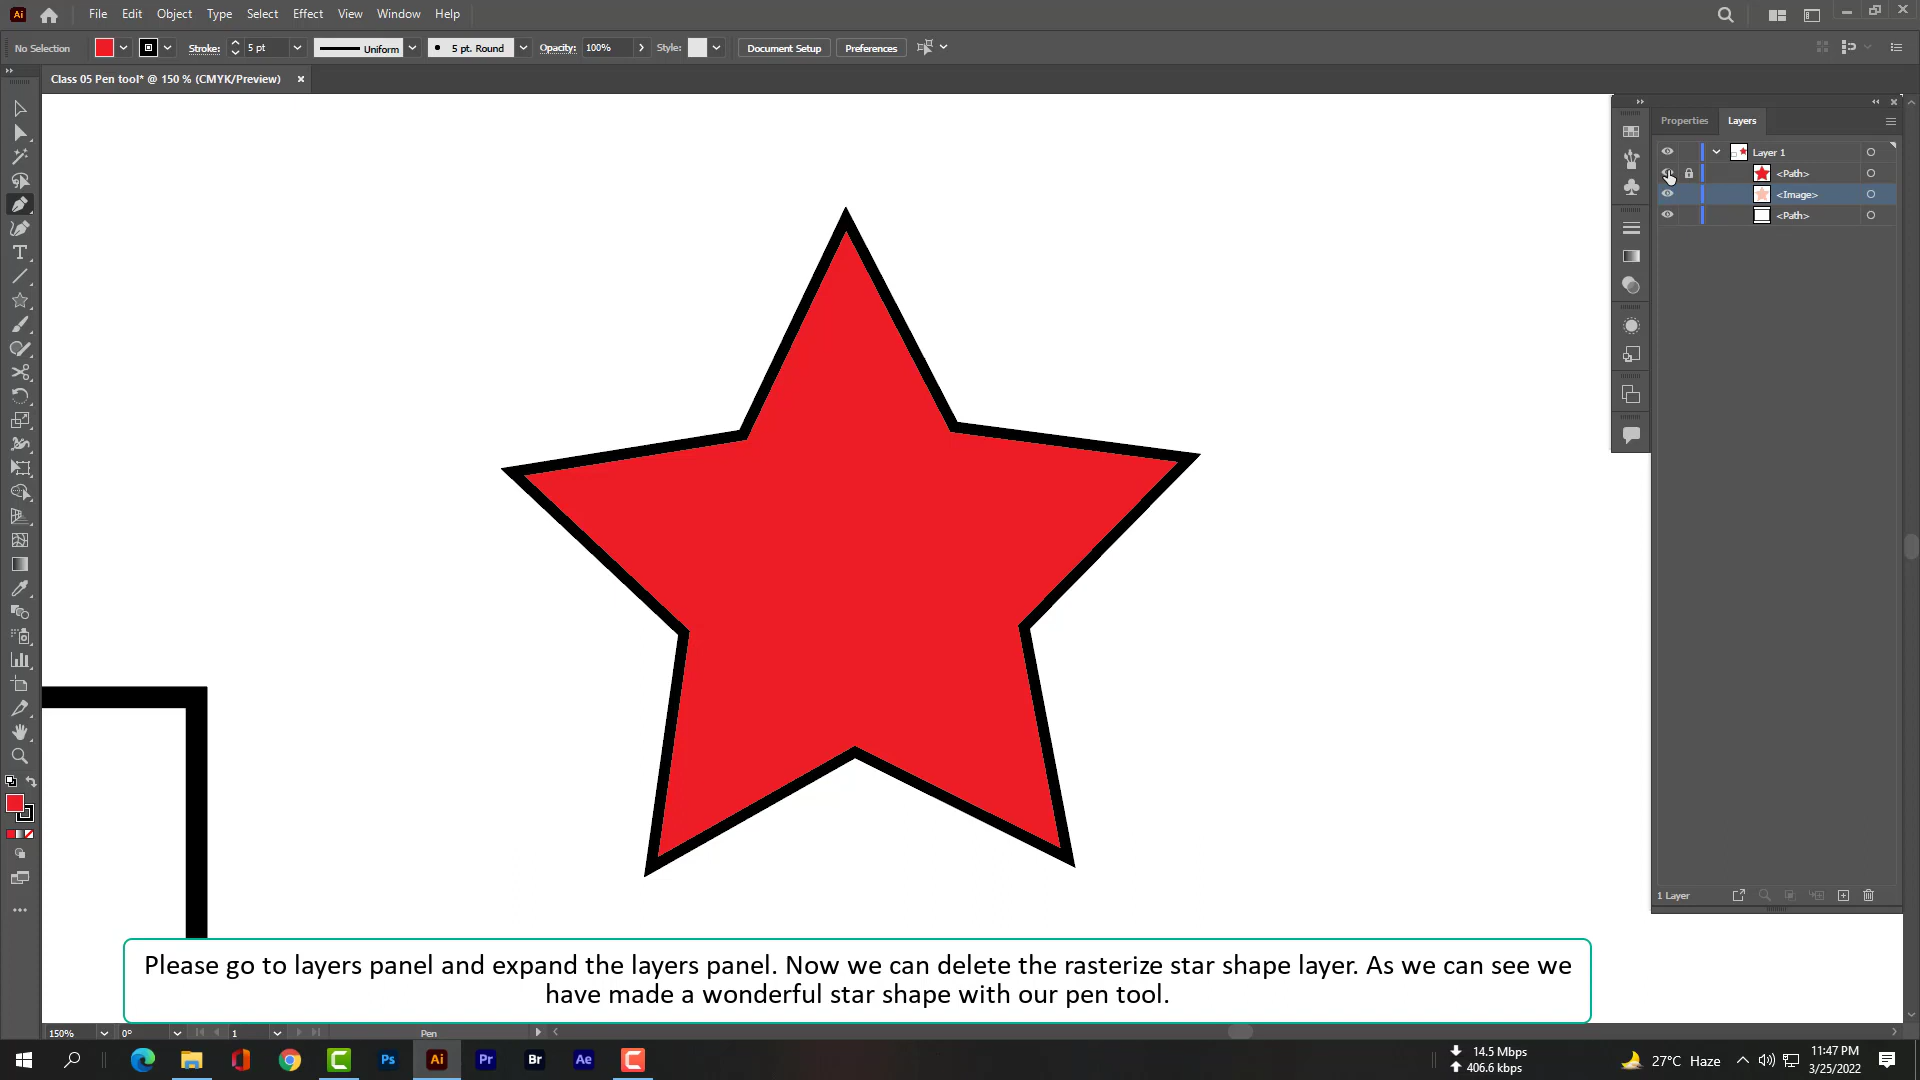 Ai File Edit Object Type Select Effect View Window Help
No Selection Stroke: 5 pt Uniform 5 pt. Round Opacity: 100% Style: Document Setup Preferences
Class 05 Pen tool* @ 150 % (CMYK/Preview)
Properties Layers
Layer 1
<Path>
<Image>
<Path>
1 Layer
Please go to layers panel and expand the layers panel. Now we can delete the rasterize star shape layer. As we can see we
have made a wonderful star shape with our pen tool.
150% 0° 1 Pen
Ps Ai Pr Br Ae
14.5 Mbps
406.6 kbps
27°C Haze
11:47 PM
3/25/2022